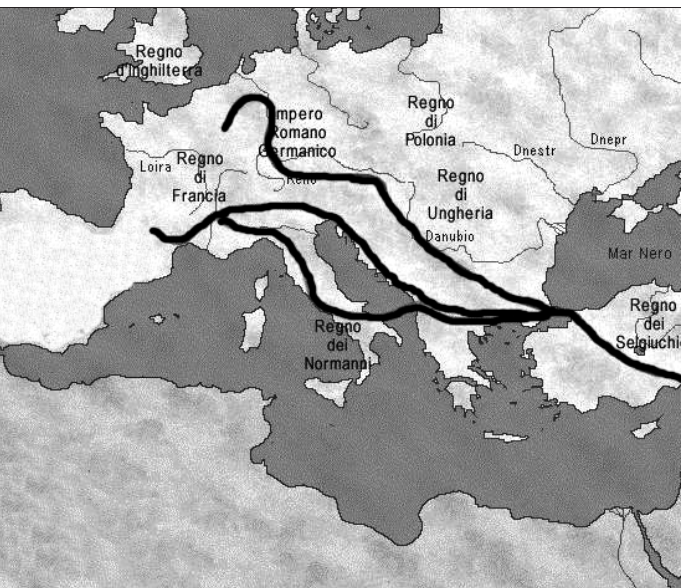 Regno
d'Inghilterra
Impero
Romano
Germanico
Regno
di
Polonia
Dnestr
Dnepr
Loira
Regno
di
Francia
Reno
Regno
di
Ungheria
Danubio
Mar Nero
Regno
dei
Selgiuchi
Regno
dei
Normanni